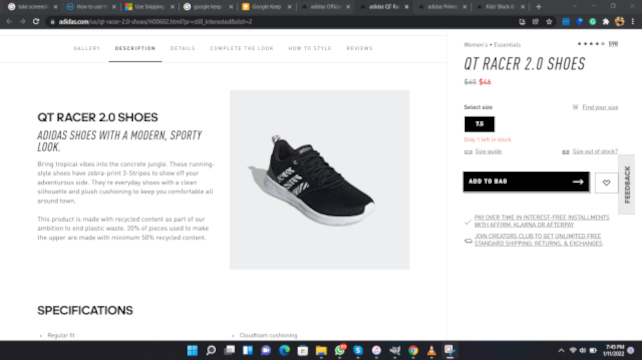 take screens
How to use th
Use Snipping
google keep
Google Keep
adidas Offici
adidas QT Ra
adidas Prime
Kids' Black &
adidas.com/us/qt-racer-2.0-shoes/H00602.html?pr=still_interested&slot=2
GALLERY
DESCRIPTION
DETAILS
COMPLETE THE LOOK
HOW TO STYLE
REVIEWS
QT RACER 2.0 SHOES
ADIDAS SHOES WITH A MODERN, SPORTY
LOOK.
Bring tropical vibes into the concrete jungle. These running-
style shoes have zebra-print 3-Stripes to show off your
adventurous side. They're everyday shoes with a clean
silhouette and plush cushioning to keep you comfortable all
around town.
This product is made with recycled content as part of our
ambition to end plastic waste. 20% of pieces used to make
the upper are made with minimum 50% recycled content.
SPECIFICATIONS
• Regular fit
• Cloudfoam cushioning
Women's • Essentials
QT RACER 2.0 SHOES
$46
Select size
Find your size
7.5
Only 1 left in stock
Size guide
Size out of stock?
ADD TO BAG
PAY OVER TIME IN INTEREST-FREE INSTALLMENTS
WITH AFFIRM, KLARNA OR AFTERPAY
JOIN CREATORS CLUB TO GET UNLIMITED FREE
STANDARD SHIPPING, RETURNS, & EXCHANGES
FEEDBACK
7:45 PM
1/11/2022